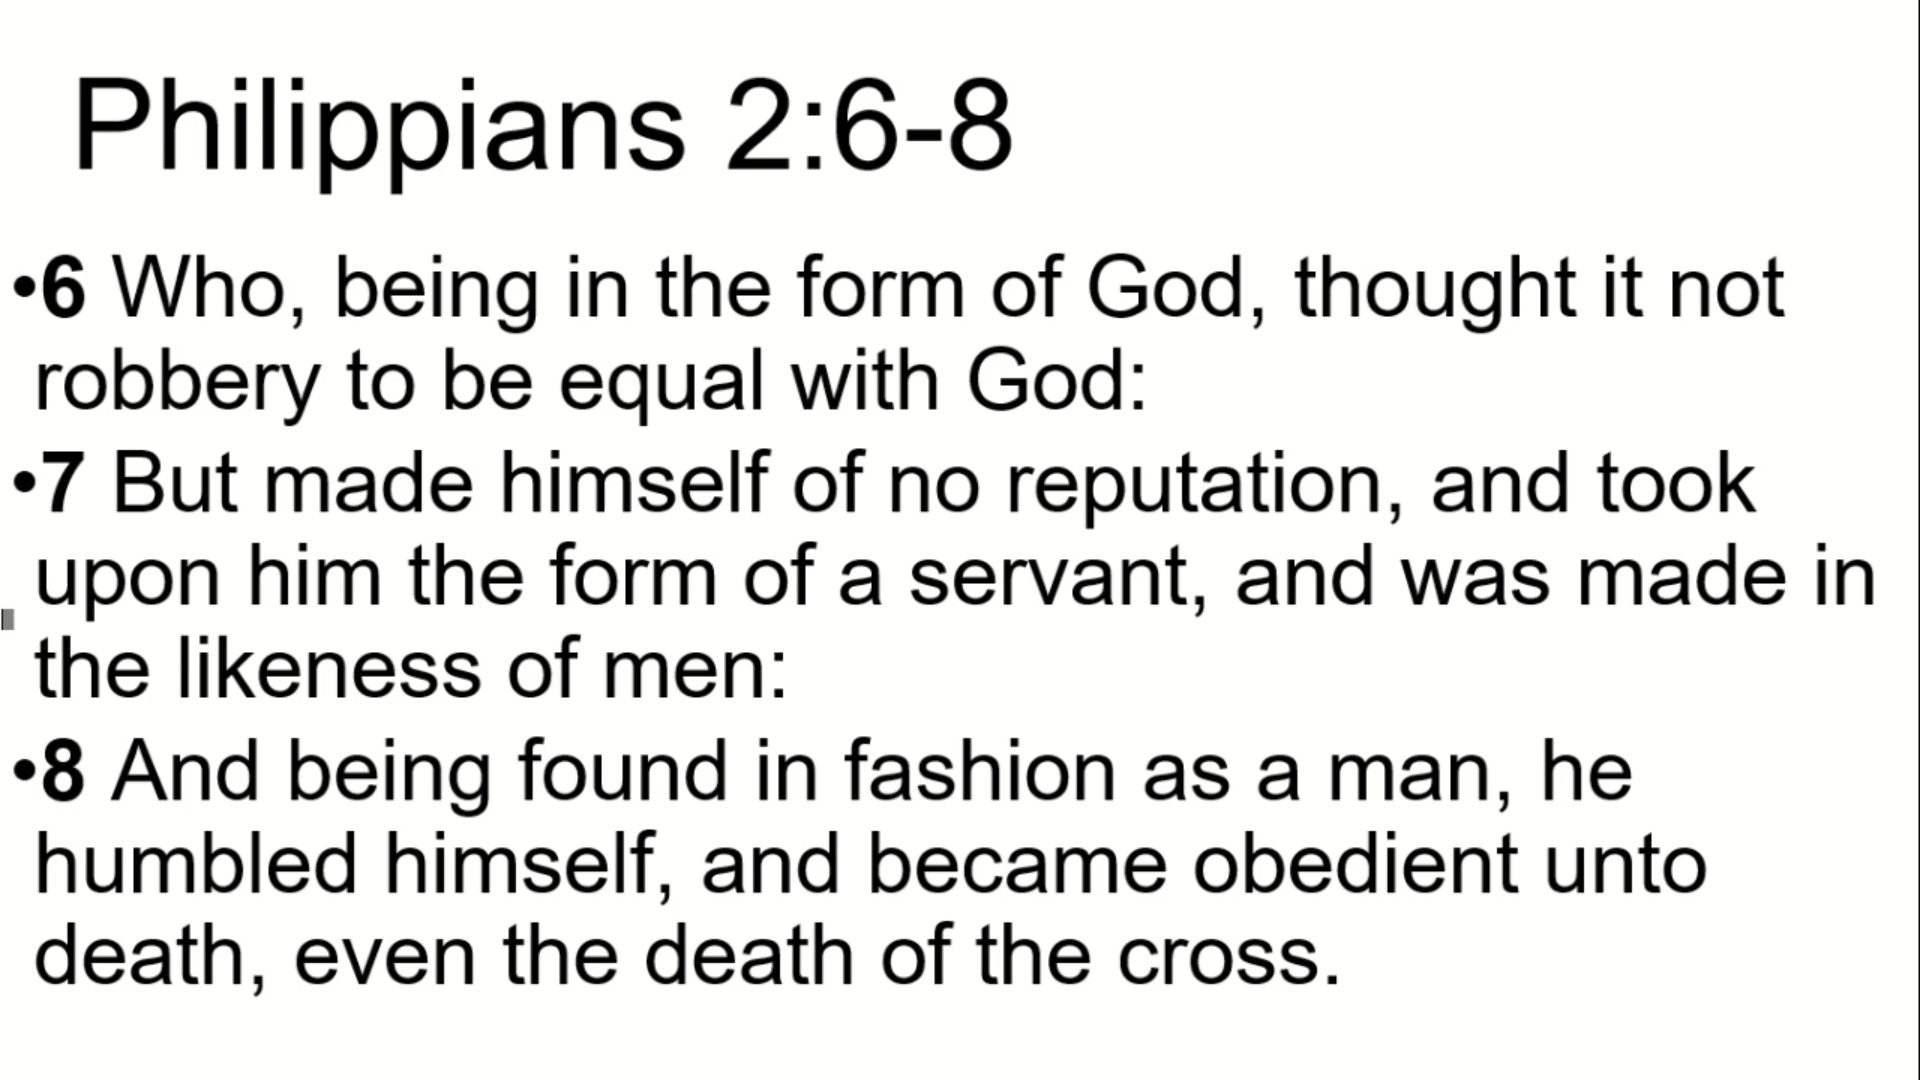 Philippians 2:6-8
•6 Who, being in the form of God, thought it not
robbery to be equal with God:
•7 But made himself of no reputation, and took
upon him the form of a servant, and was made in
the likeness of men:
•8 And being found in fashion as a man, he
humbled himself, and became obedient unto
death, even the death of the cross.